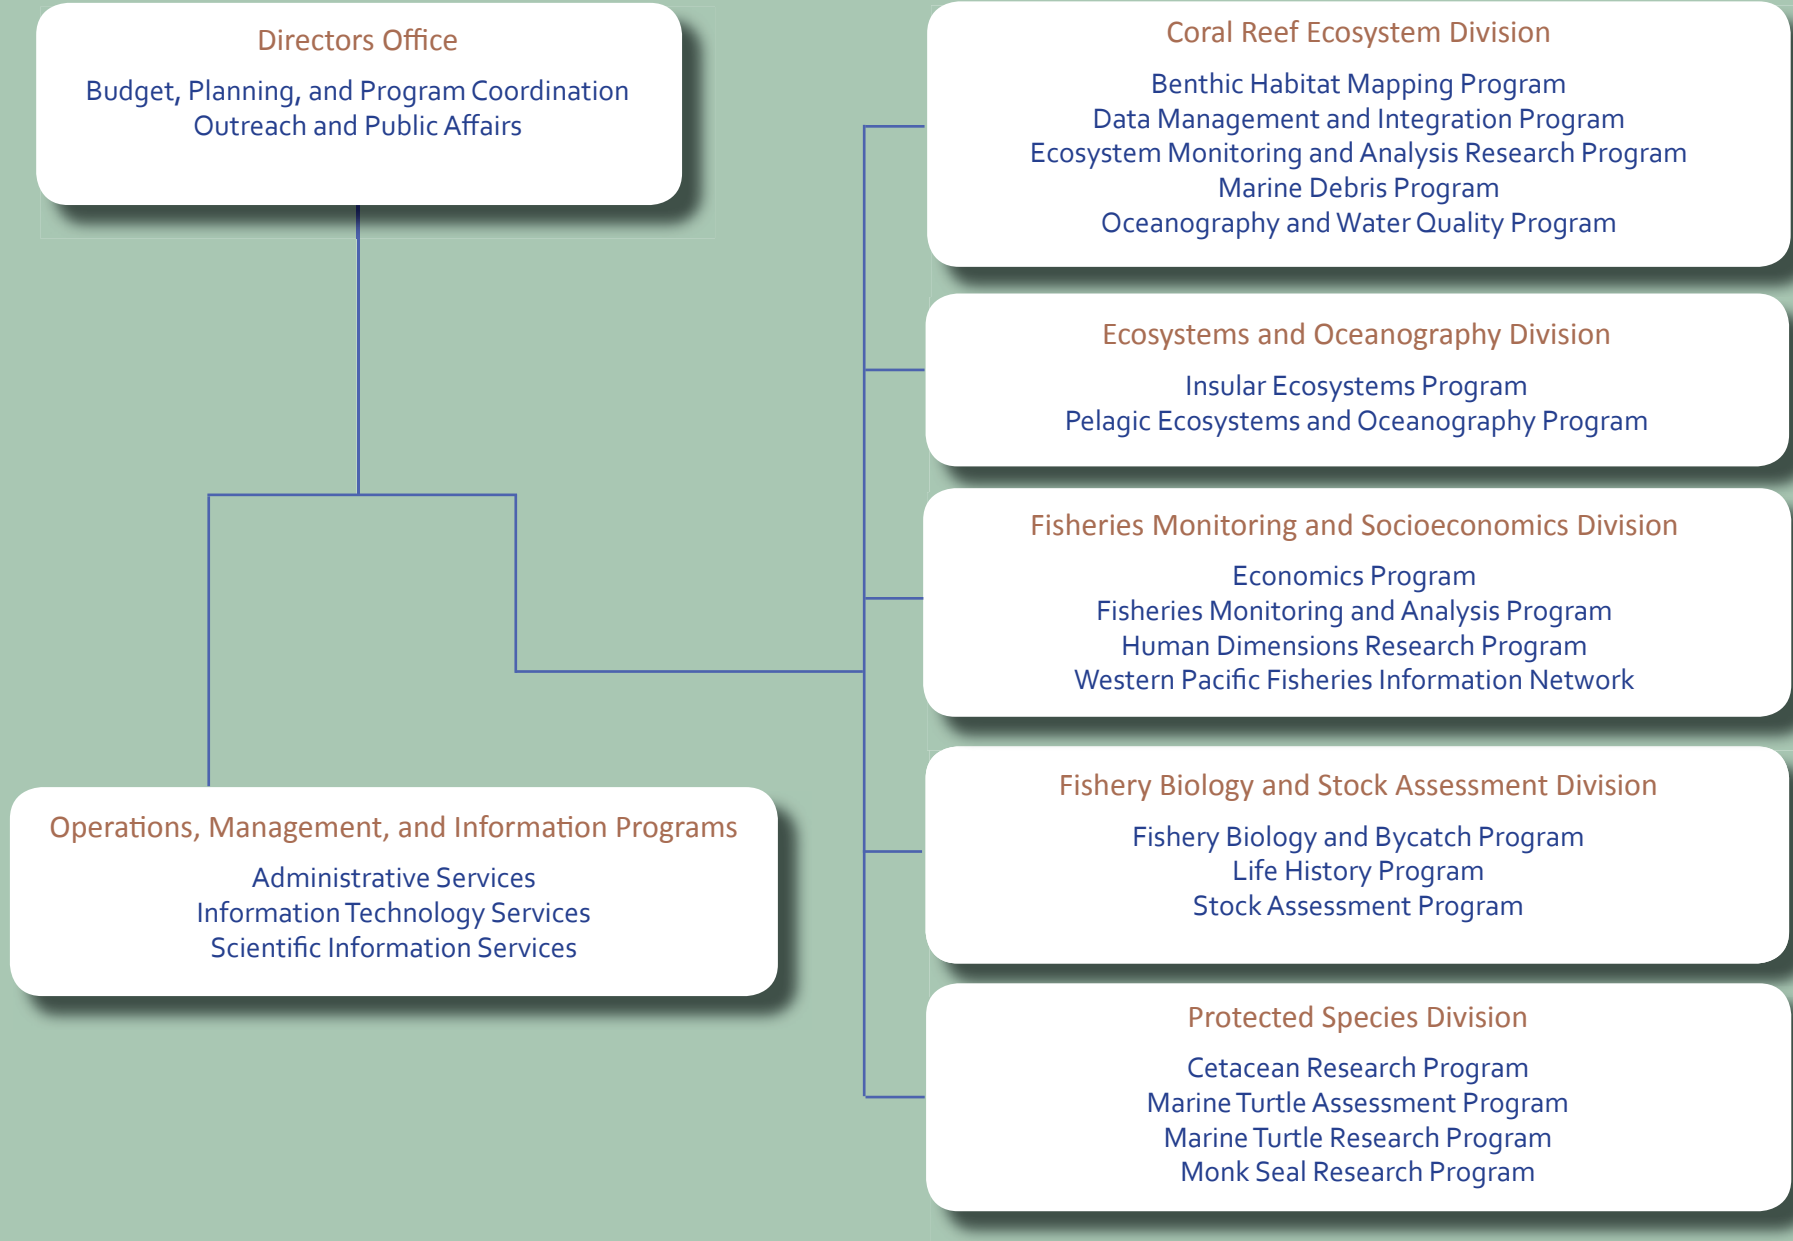 Directors Office
Budget, Planning, and Program Coordination
Outreach and Public Affairs
Operations, Management, and Information Programs
Administrative Services
Information Technology Services
Scientific Information Services
Coral Reef Ecosystem Division
Benthic Habitat Mapping Program
Data Management and Integration Program
Ecosystem Monitoring and Analysis Research Program
Marine Debris Program
Oceanography and Water Quality Program
Ecosystems and Oceanography Division
Insular Ecosystems Program
Pelagic Ecosystems and Oceanography Program
Fisheries Monitoring and Socioeconomics Division
Economics Program
Fisheries Monitoring and Analysis Program
Human Dimensions Research Program
Western Pacific Fisheries Information Network
Fishery Biology and Stock Assessment Division
Fishery Biology and Bycatch Program
Life History Program
Stock Assessment Program
Protected Species Division
Cetacean Research Program
Marine Turtle Assessment Program
Marine Turtle Research Program
Monk Seal Research Program